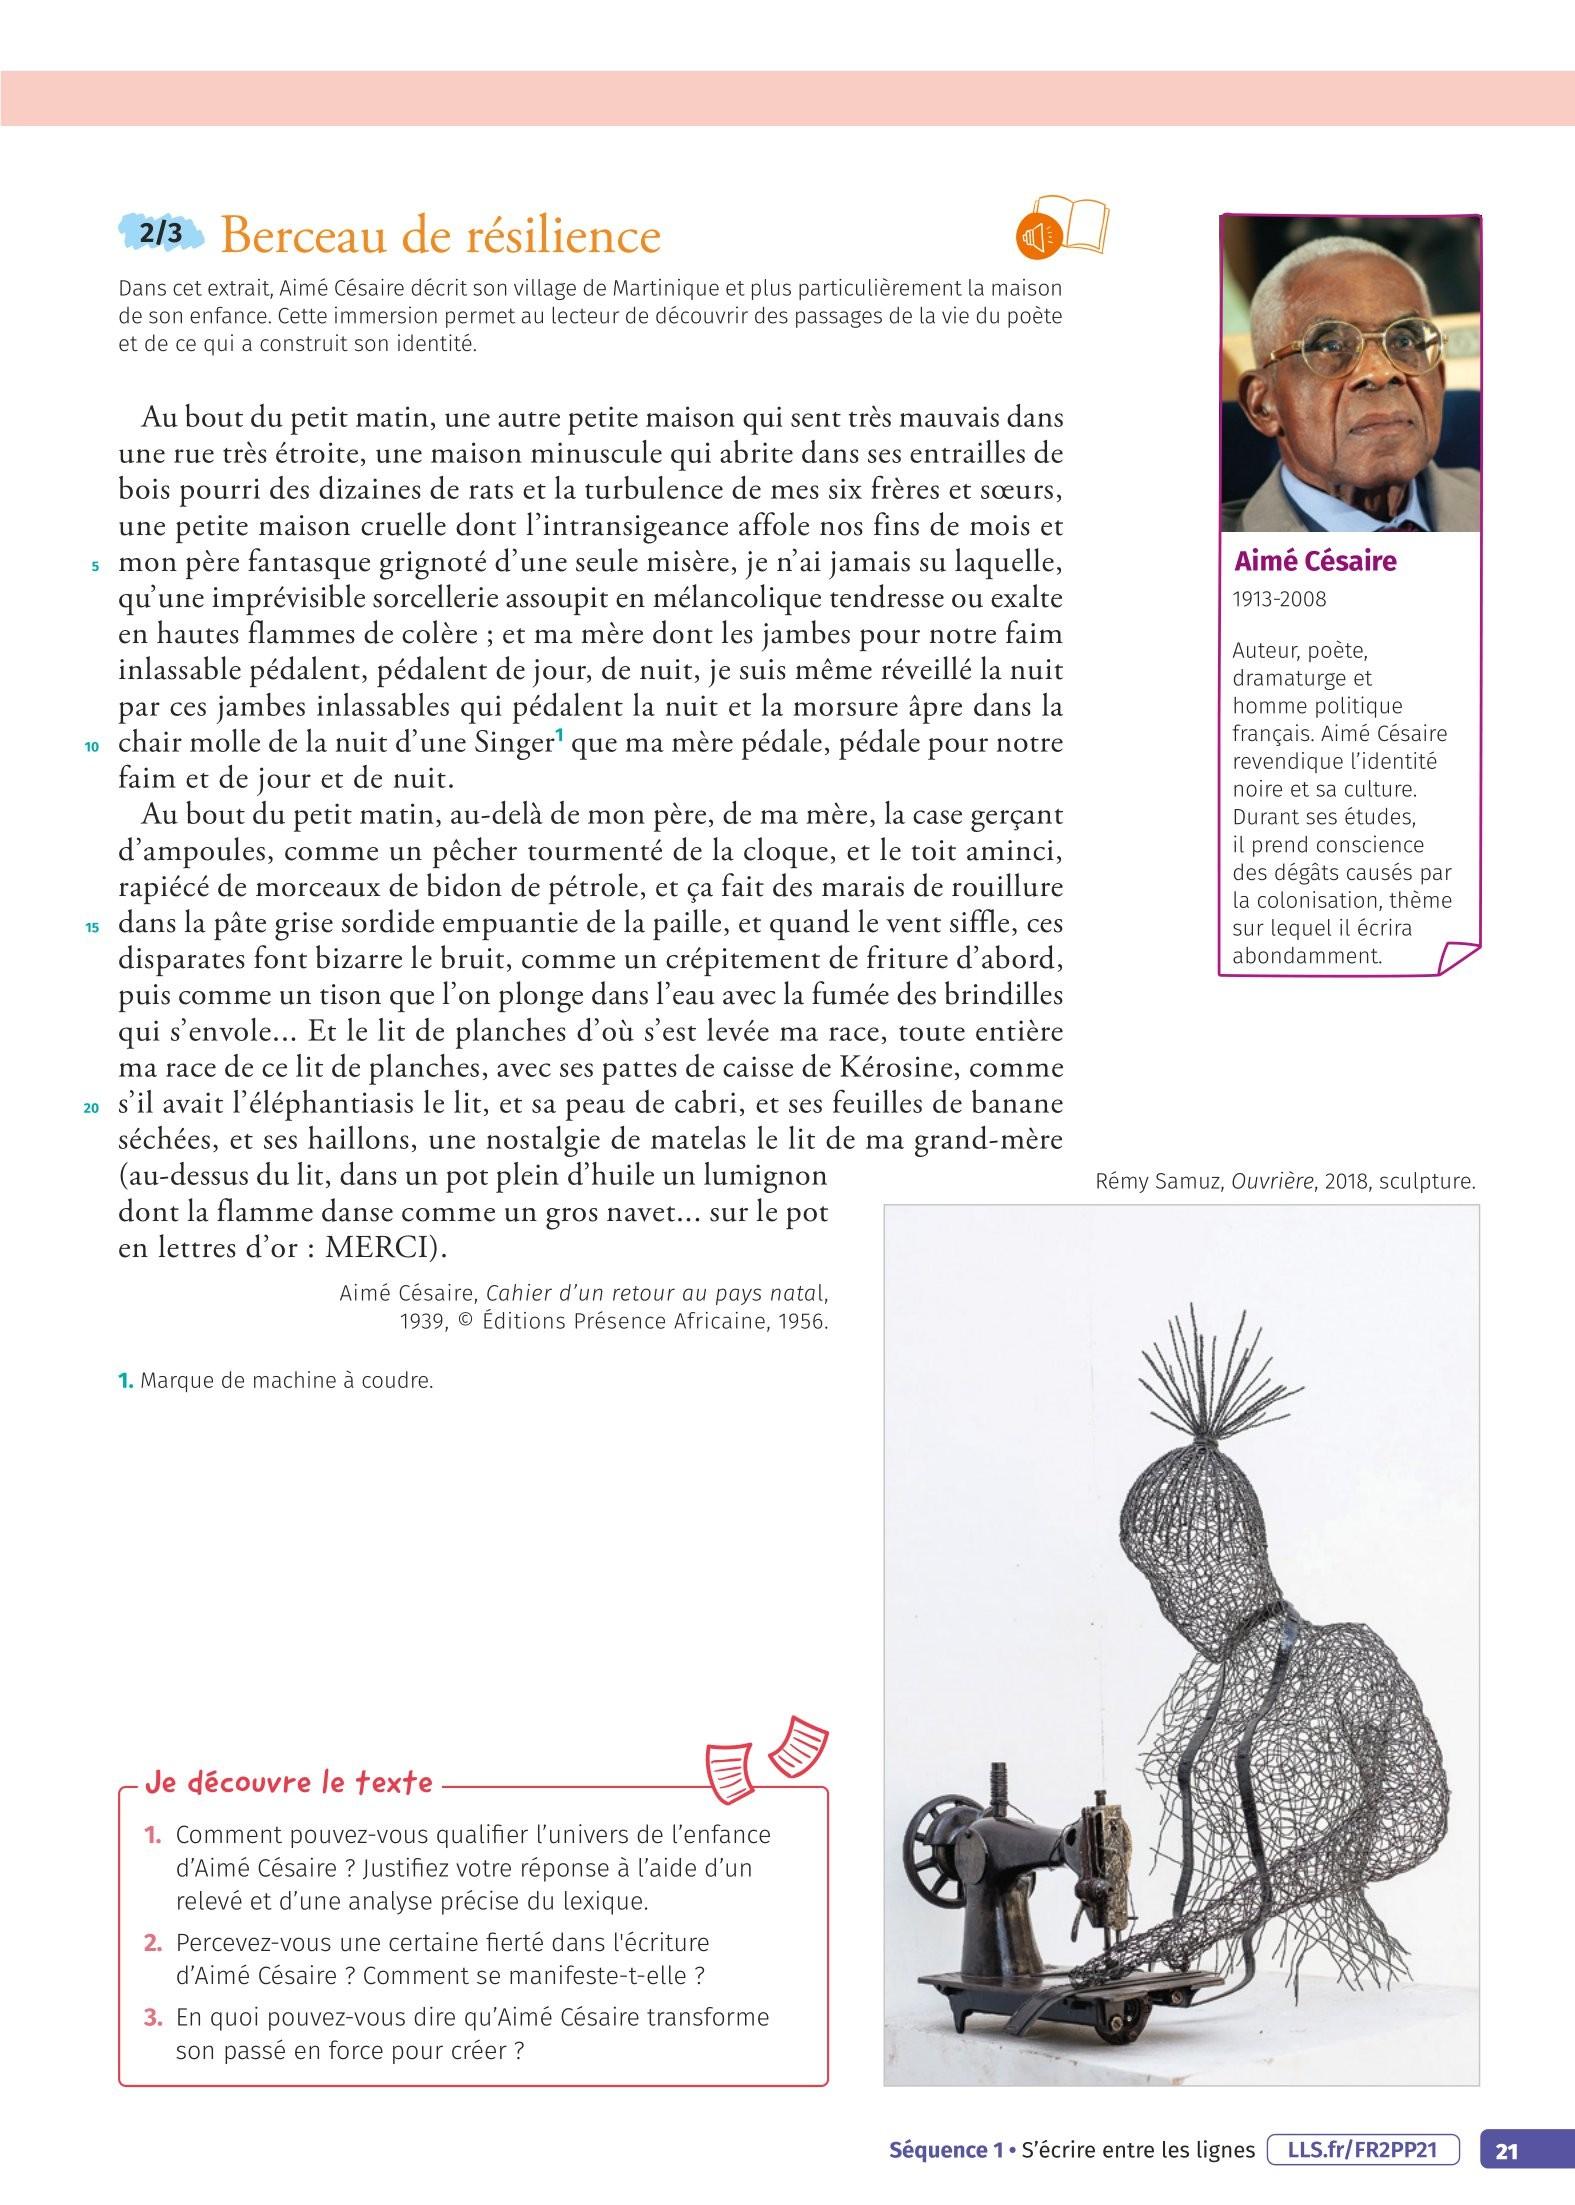 2/3 Berceau de résilience
Dans cet extrait, Aimé Césaire décrit son village de Martinique et plus particulièrement la maison
de son enfance. Cette immersion permet au lecteur de découvrir des passages de la vie du poète
et de ce qui a construit son identité.
Au bout du petit matin, une autre petite maison qui sent très mauvais dans
une rue très étroite, une maison minuscule qui abrite dans ses entrailles de
bois pourri des dizaines de rats et la turbulence de mes six frères et sœurs,
une petite maison cruelle dont l'intransigeance affole nos fins de mois et
5 mon père fantasque grignoté d'une seule misère, je n'ai jamais su laquelle,
qu'une imprévisible sorcellerie assoupit en mélancolique tendresse ou exalte
en hautes flammes de colère ; et ma mère dont les jambes pour notre faim
inlassable pédalent, pédalent de jour, de nuit, je suis même réveillé la nuit
par ces jambes inlassables qui pédalent la nuit et la morsure âpre dans la
10 chair molle de la nuit d'une Singer1 que ma mère pédale, pédale pour notre
faim et de jour et de nuit.
Au bout du petit matin, au-delà de mon père, de ma mère, la case gerçant
d'ampoules, comme un pêcher tourmenté de la cloque, et le toit aminci,
rapiécé de morceaux de bidon de pétrole, et ça fait des marais de rouillure
15 dans la pâte grise sordide empuantie de la paille, et quand le vent siffle, ces
disparates font bizarre le bruit, comme un crépitement de friture d'abord,
puis comme un tison que l'on plonge dans l'eau avec la fumée des brindilles
qui s'envole... Et le lit de planches d'où s'est levée ma race, toute entière
ma race de ce lit de planches, avec ses pattes de caisse de Kérosine, comme
20 s'il avait l'éléphantiasis le lit, et sa peau de cabri, et ses feuilles de banane
séchées, et ses haillons, une nostalgie de matelas le lit de ma grand-mère
(au-dessus du lit, dans un pot plein d'huile un lumignon
dont la flamme danse comme un gros navet... sur le pot
en lettres d'or : MERCI).
Aimé Césaire, Cahier d'un retour au pays natal,
1939, © Éditions Présence Africaine, 1956.
1. Marque de machine à coudre.
Aimé Césaire
1913-2008
Auteur, poète,
dramaturge et
homme politique
français. Aimé Césaire
revendique l'identité
noire et sa culture.
Durant ses études,
il prend conscience
des dégâts causés par
la colonisation, thème
sur lequel il écrira
abondamment.
Rémy Samuz, Ouvrière, 2018, sculpture.
Je découvre le texte
1. Comment pouvez-vous qualifier l'univers de l'enfance
d'Aimé Césaire ? Justifiez votre réponse à l'aide d'un
relevé et d'une analyse précise du lexique.
2. Percevez-vous une certaine fierté dans l'écriture
d'Aimé Césaire ? Comment se manifeste-t-elle ?
3. En quoi pouvez-vous dire qu'Aimé Césaire transforme
son passé en force pour créer ?
Séquence 1 • S'écrire entre les lignes LLS.fr/FR2PP21 21